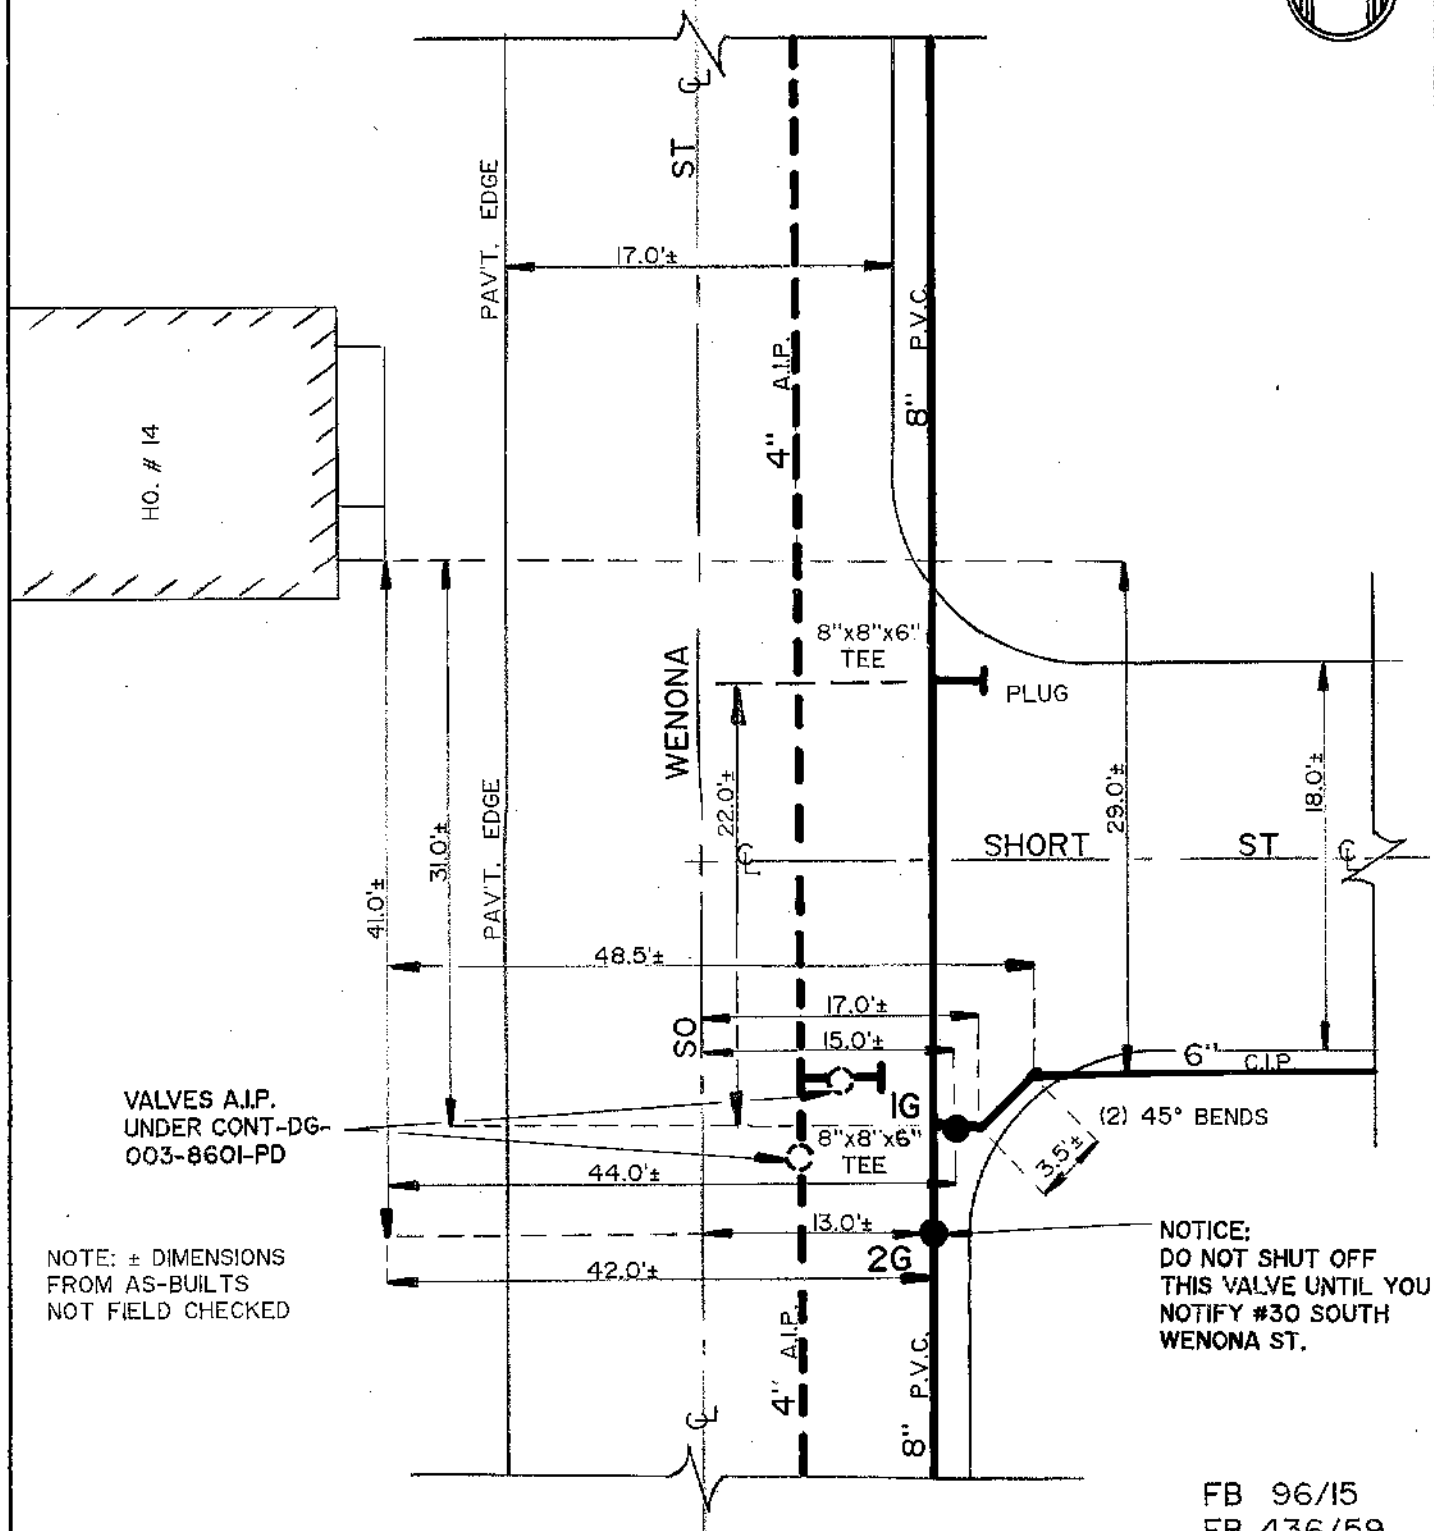 ℄
ST
PAV'T. EDGE
17.0'±
P.V.C.
8"
A.I.P.
4"
HO. # 14
8"x8"x6"
TEE
PLUG
WENONA
22.0'±
29.0'±
18.0'±
PAV'T. EDGE
31.0'±
41.0'±
℄
SHORT ST
℄
48.5'±
17.0'±
SO
15.0'±
6" C.I.P.
VALVES A.I.P.
UNDER CONT-DG-
003-8601-PD
1G
(2) 45° BENDS
8"x8"x6"
TEE
3.5'±
44.0'±
13.0'±
2G
42.0'±
NOTE: ± DIMENSIONS
FROM AS-BUILTS
NOT FIELD CHECKED
NOTICE:
DO NOT SHUT OFF
THIS VALVE UNTIL YOU
NOTIFY #30 SOUTH
WENONA ST.
A.I.P.
4"
P.V.C.
8"
℄
FB 96/15
FB 436/59